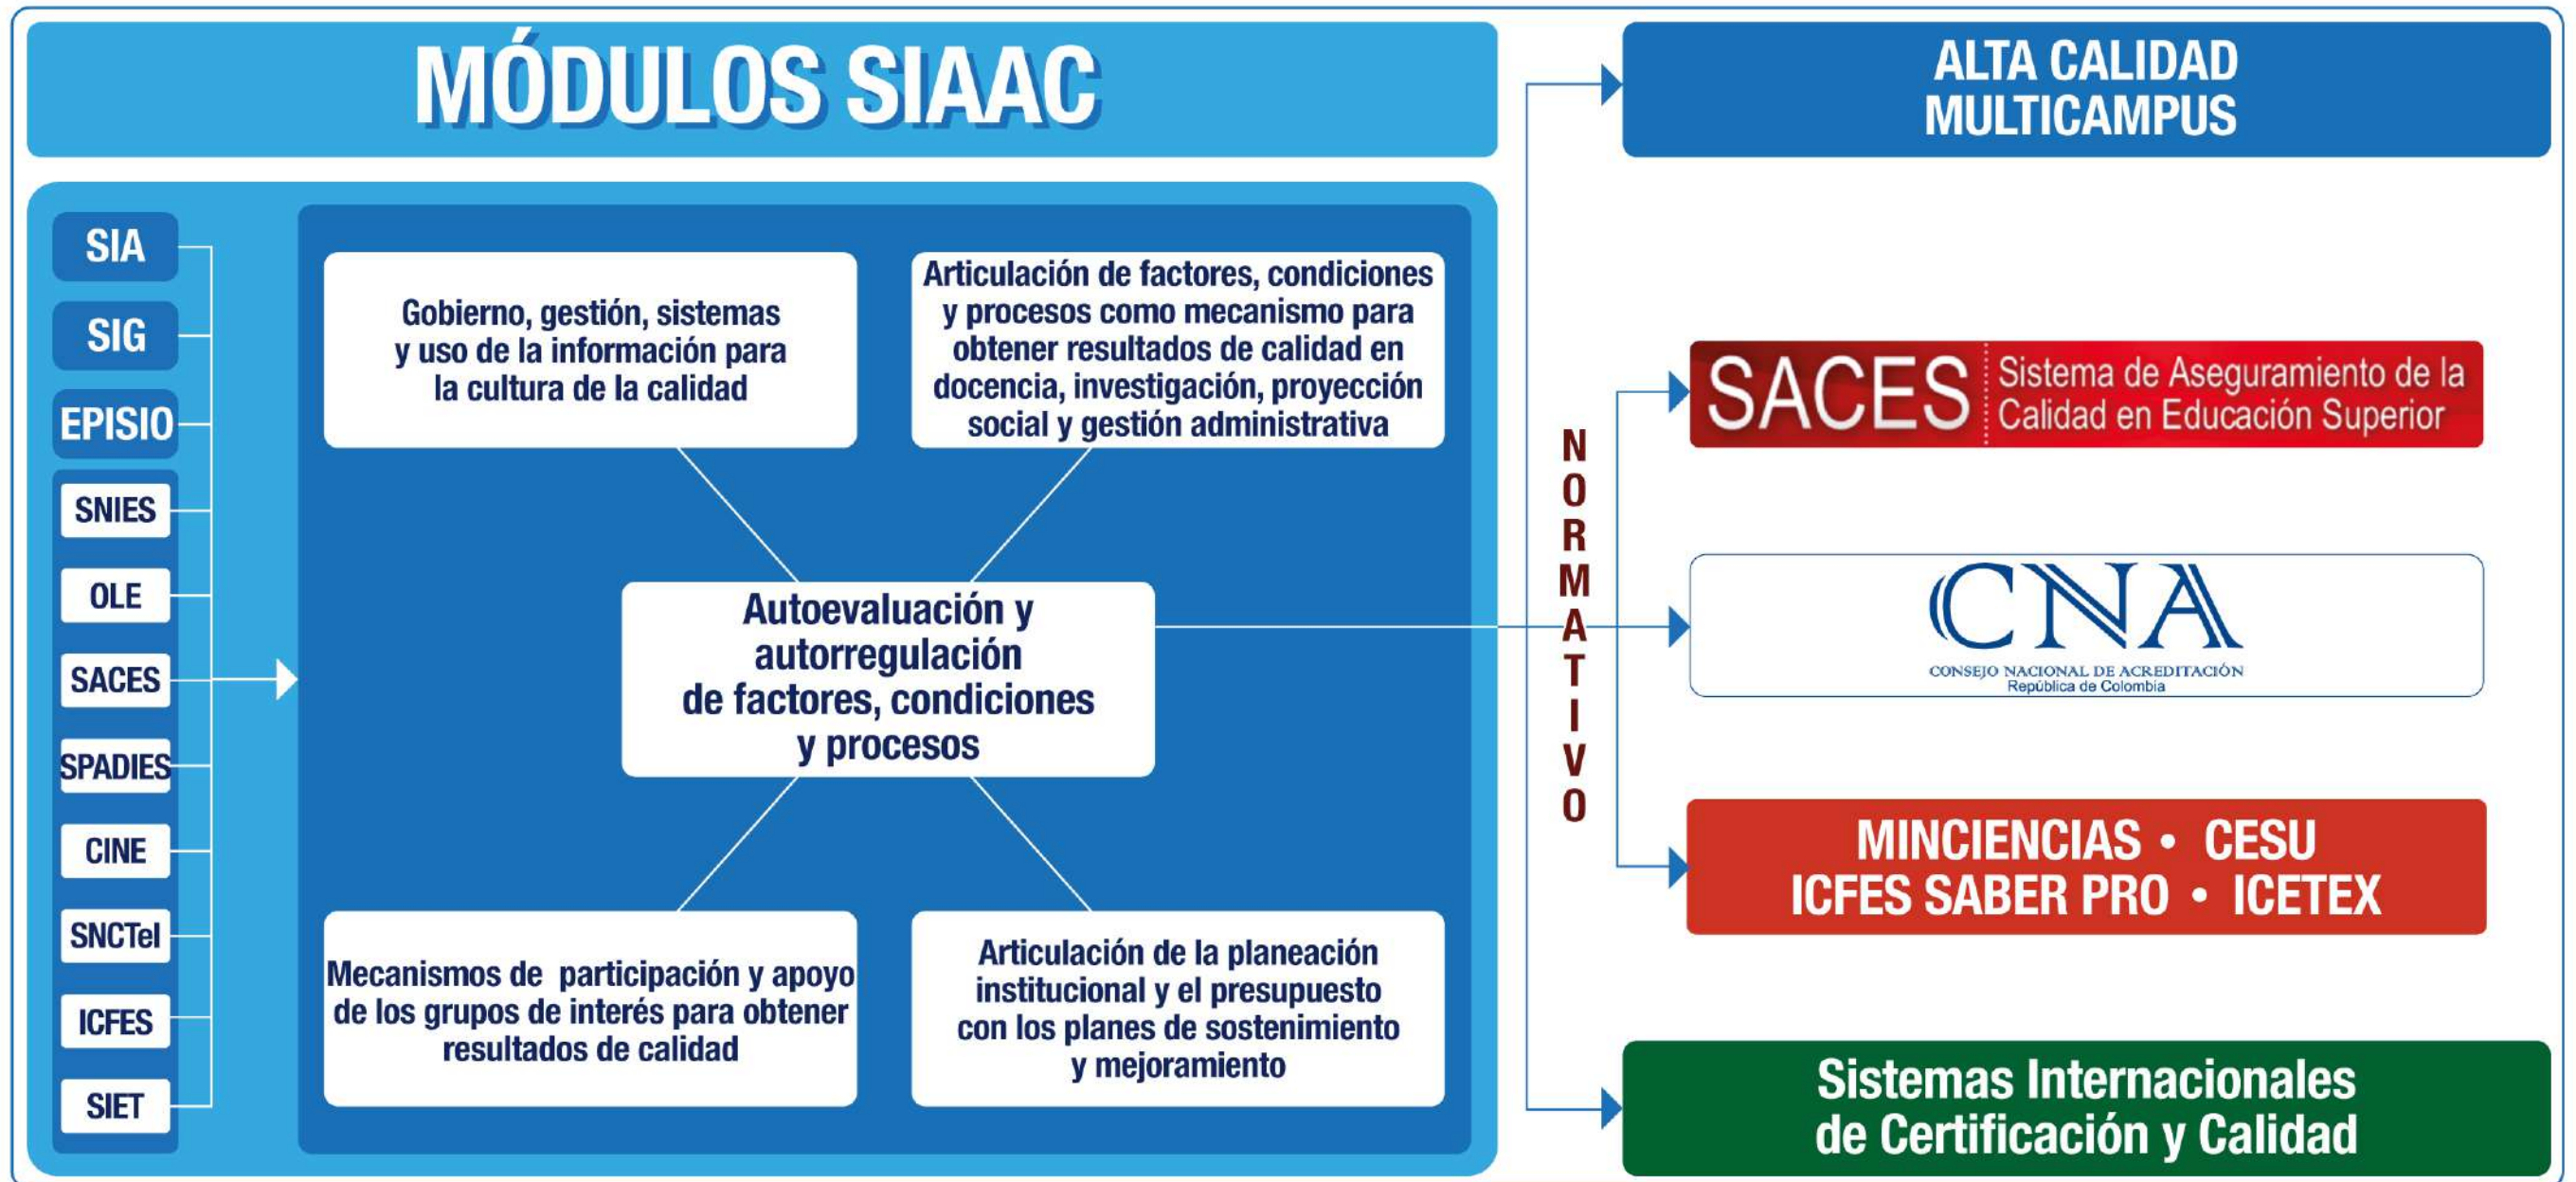 MÓDULOS SIAAC
SIA
SIG
EPISIO
SNIES
OLE
SACES
SPADIES
CINE
SNCTel
ICFES
SIET
Gobierno, gestión, sistemas
y uso de la información para
la cultura de la calidad
Articulación de factores, condiciones
y procesos como mecanismo para
obtener resultados de calidad en
docencia, investigación, proyección
social y gestión administrativa
Autoevaluación y
autorregulación
de factores, condiciones
y procesos
Mecanismos de participación y apoyo
de los grupos de interés para obtener
resultados de calidad
Articulación de la planeación
institucional y el presupuesto
con los planes de sostenimiento
y mejoramiento
NORMATIVO
ALTA CALIDAD
MULTICAMPUS
SACES
Sistema de Aseguramiento de la
Calidad en Educación Superior
CNA
CONSEJO NACIONAL DE ACREDITACIÓN
República de Colombia
MINCIENCIAS • CESU
ICFES SABER PRO • ICETEX
Sistemas Internacionales
de Certificación y Calidad